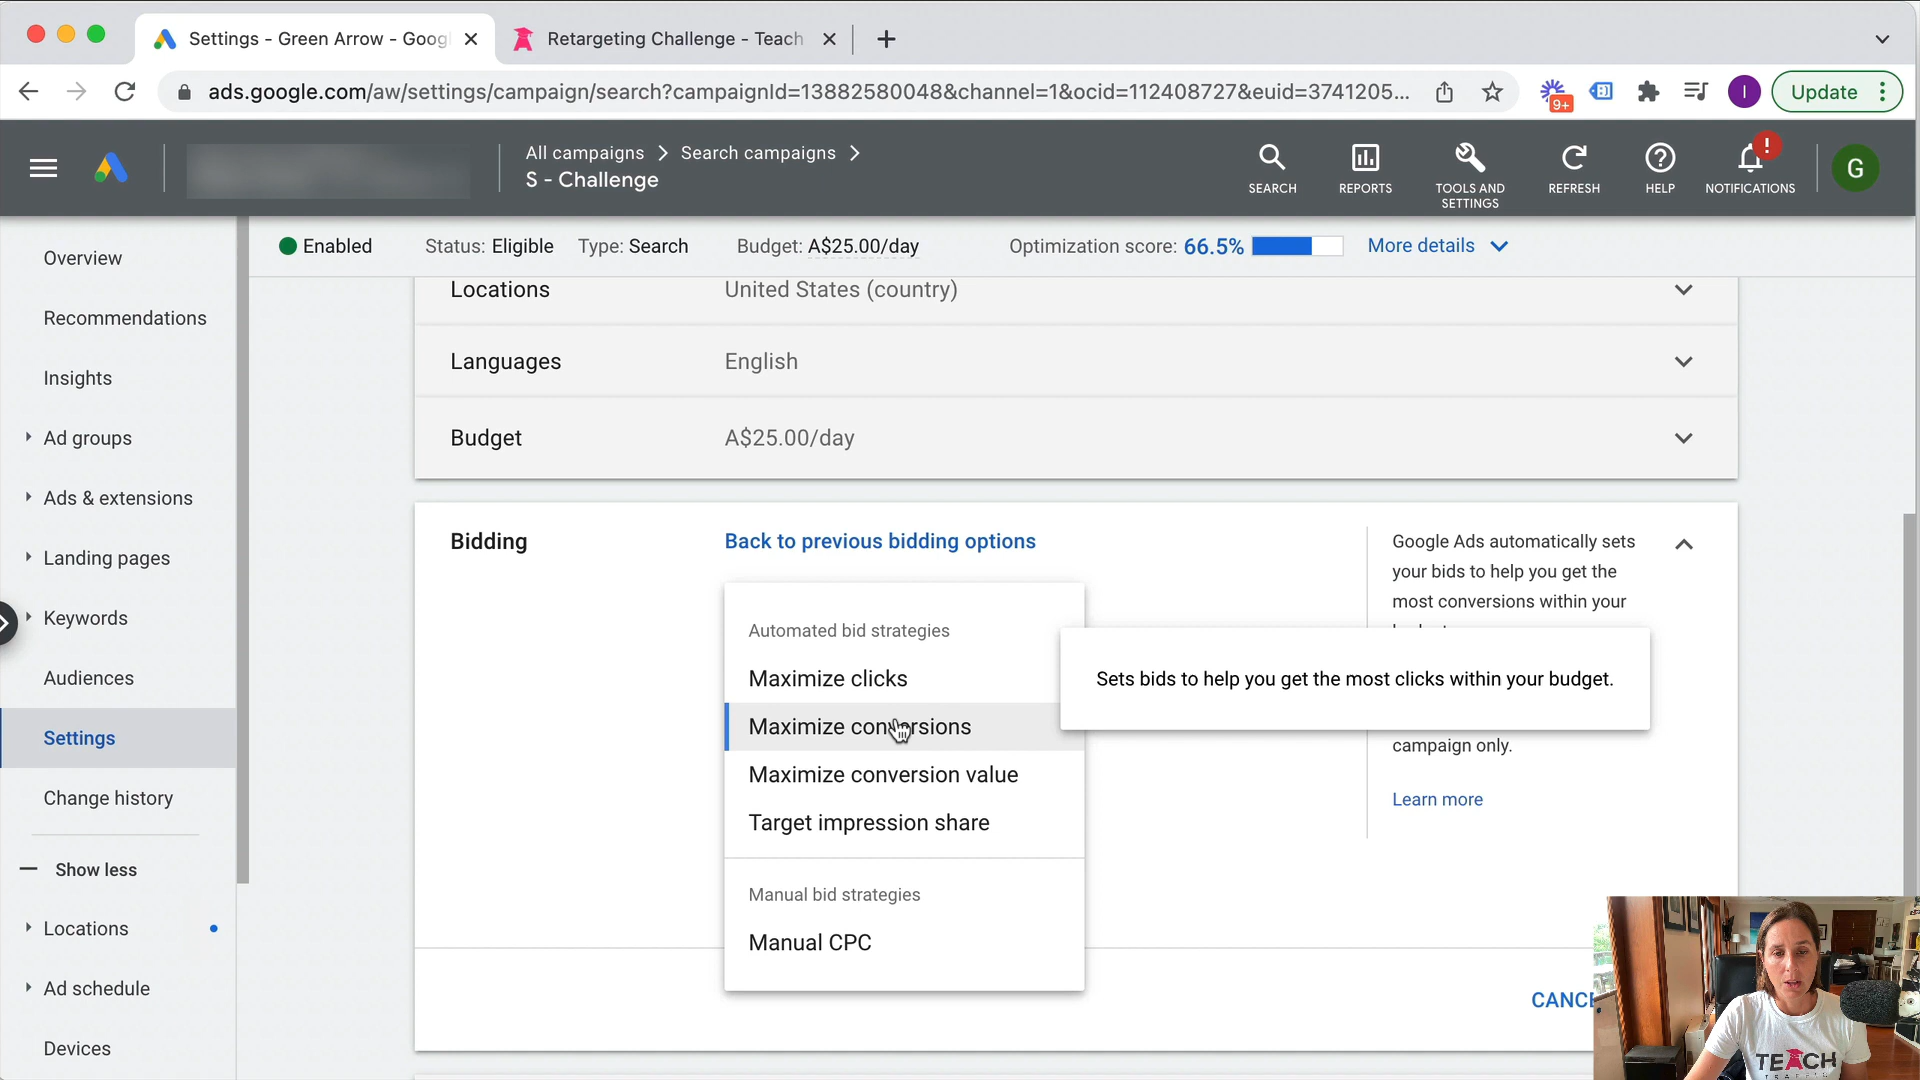 Settings - Green Arrow - Goog
Retargeting Challenge - Teach
ads.google.com/aw/settings/campaign/search?campaignId=13882580048&channel=1&ocid=112408727&euid=3741205...
9+
I
Update
All campaigns > Search campaigns >
S - Challenge
SEARCH
REPORTS
TOOLS AND SETTINGS
REFRESH
HELP
!
NOTIFICATIONS
G
Overview
Recommendations
Insights
Ad groups
Ads & extensions
Landing pages
Keywords
Audiences
Settings
Change history
Show less
Locations
Ad schedule
Devices
Enabled
Status: Eligible
Type: Search
Budget: A$25.00/day
Optimization score: 66.5%
More details
Locations
United States (country)
Languages
English
Budget
A$25.00/day
Bidding
Back to previous bidding options
Automated bid strategies
Maximize clicks
Maximize conversions
Maximize conversion value
Target impression share
Manual bid strategies
Manual CPC
Google Ads automatically sets
your bids to help you get the
most conversions within your
Sets bids to help you get the most clicks within your budget.
campaign only.
Learn more
CANCE
TEACH